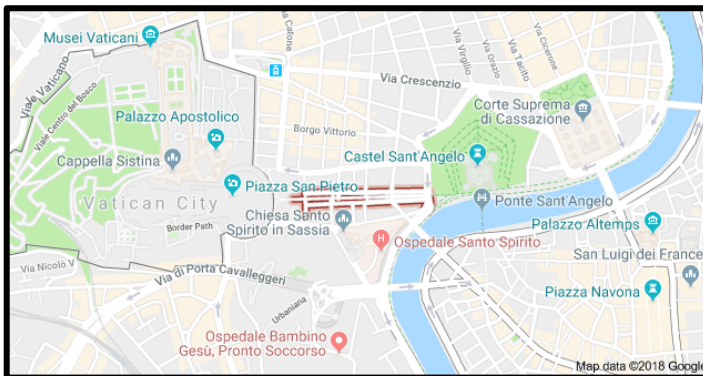 Musei Vaticani
Via Catone
Via Virgilio
Via Orazio
Via Tacito
Via Cicerone
Viale Vaticano
Viale Centro del Bosco
Via Crescenzio
Corte Suprema
di Cassazione
Palazzo Apostolico
Borgo Vittorio
Cappella Sistina
Castel Sant'Angelo
Piazza San Pietro
Vatican City
Ponte Sant'Angelo
Chiesa Santo
Spirito in Sassia
Border Path
Palazzo Altemps
Ospedale Santo Spirito
San Luigi dei France
Via Nicolò V
Via di Porta Cavalleggeri
Urbaniana
Piazza Navona
Ospedale Bambino
Gesù, Pronto Soccorso
Map data ©2018 Google